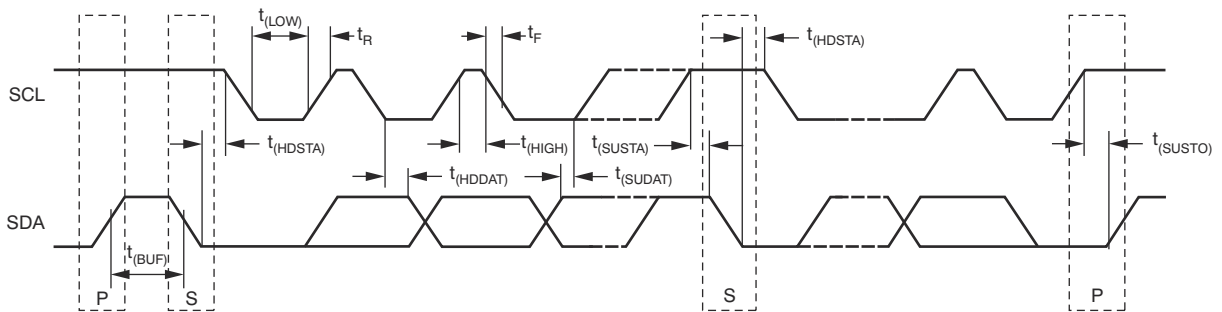 t(LOW)
tR
tF
t(HDSTA)
SCL
t(HDSTA)
t(HIGH)
t(SUSTA)
t(SUSTO)
t(HDDAT)
t(SUDAT)
SDA
t(BUF)
P
S
S
P